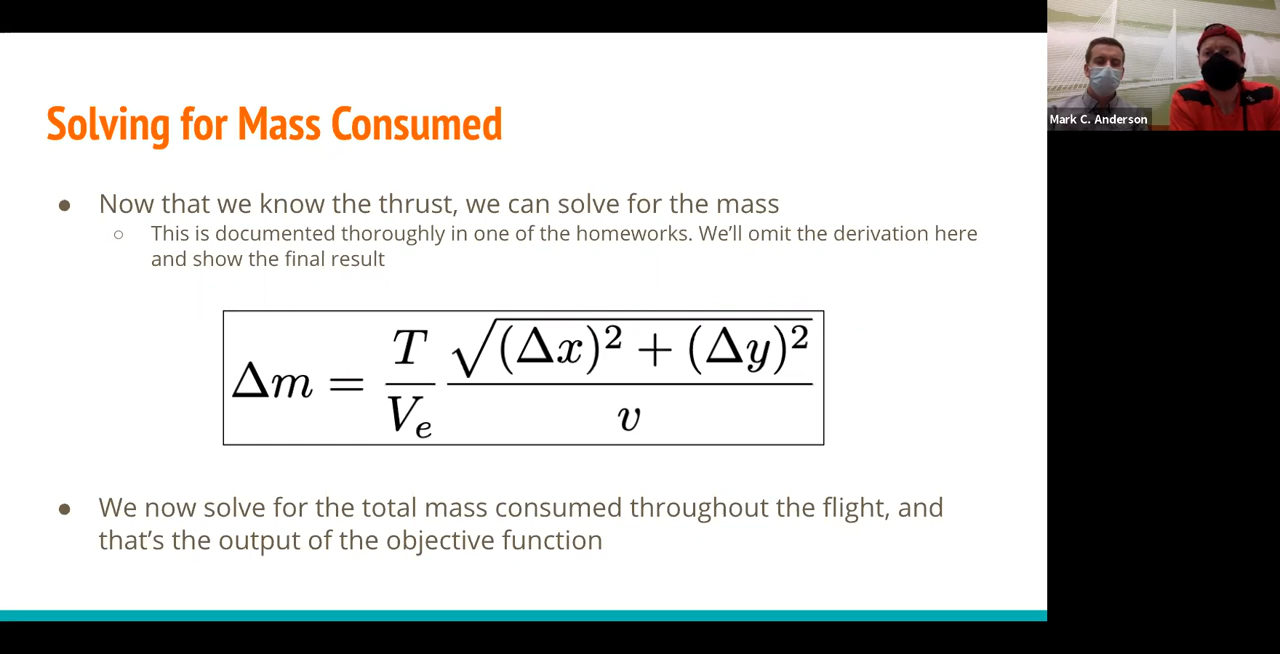 Solving for Mass Consumed
● Now that we know the thrust, we can solve for the mass
○ This is documented thoroughly in one of the homeworks. We'll omit the derivation here
and show the final result
Δm = T/Vₑ √((Δx)² + (Δy)²)/v
● We now solve for the total mass consumed throughout the flight, and
that's the output of the objective function
Mark C. Anderson